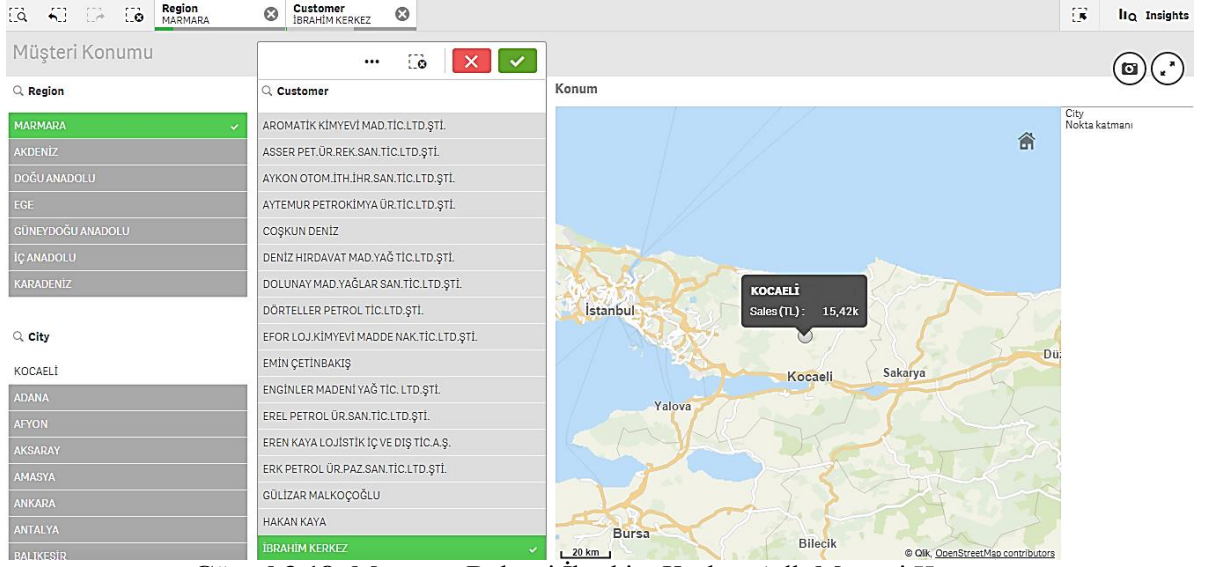 Region
MARMARA
Customer
İBRAHİM KERKEZ
Insights
Müşteri Konumu
Region
MARMARA
AKDENİZ
DOĞU ANADOLU
EGE
GÜNEYDOĞU ANADOLU
İÇ ANADOLU
KARADENİZ
City
KOCAELİ
ADANA
AFYON
AKSARAY
AMASYA
ANKARA
ANTALYA
BALIKESİR
Customer
AROMATİK KİMYEVİ MAD.TİC.LTD.ŞTİ.
ASSER PET.ÜR.REK.SAN.TİC.LTD.ŞTİ.
AYKON OTOM.İTH.İHR.SAN.TİC.LTD.ŞTİ.
AYTEMUR PETROKİMYA ÜR.TİC.LTD.ŞTİ.
COŞKUN DENİZ
DENİZ HIRDAVAT MAD.YAĞ TİC.LTD.ŞTİ.
DOLUNAY MAD.YAĞLAR SAN.TİC.LTD.ŞTİ.
DÖRTELLER PETROL TİC.LTD.ŞTİ.
EFOR LOJ.KİMYEVİ MADDE NAK.TİC.LTD.ŞTİ.
EMİN ÇETİNBAKIŞ
ENGİNLER MADENİ YAĞ TİC. LTD.ŞTİ.
EREL PETROL ÜR.SAN.TİC.LTD.ŞTİ.
EREN KAYA LOJİSTİK İÇ VE DIŞ TİC.A.Ş.
ERK PETROL ÜR.PAZ.SAN.TİC.LTD.ŞTİ.
GÜLİZAR MALKOÇOĞLU
HAKAN KAYA
İBRAHİM KERKEZ
Konum
City
Nokta katmanı
KOCAELİ
Sales (TL) : 15,42k
İstanbul
Kocaeli
Sakarya
Yalova
Bursa
Bilecik
20 km
© Qlik, OpenStreetMap contributors